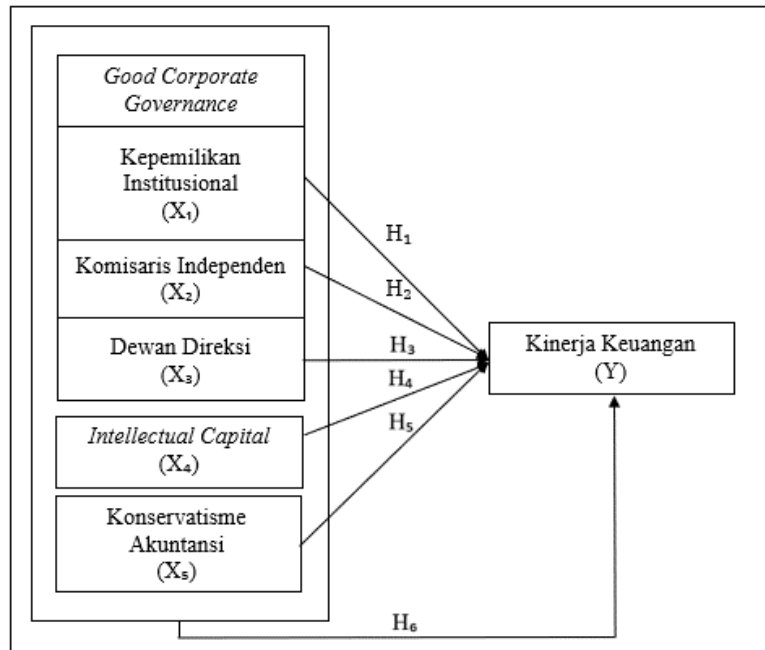 Good Corporate
Governance
Kepemilikan
Institusional
(X₁)
Komisaris Independen
(X₂)
Dewan Direksi
(X₃)
Intellectual Capital
(X₄)
Konservatisme
Akuntansi
(X₅)
H₁
H₂
H₃
H₄
H₅
H₆
Kinerja Keuangan
(Y)